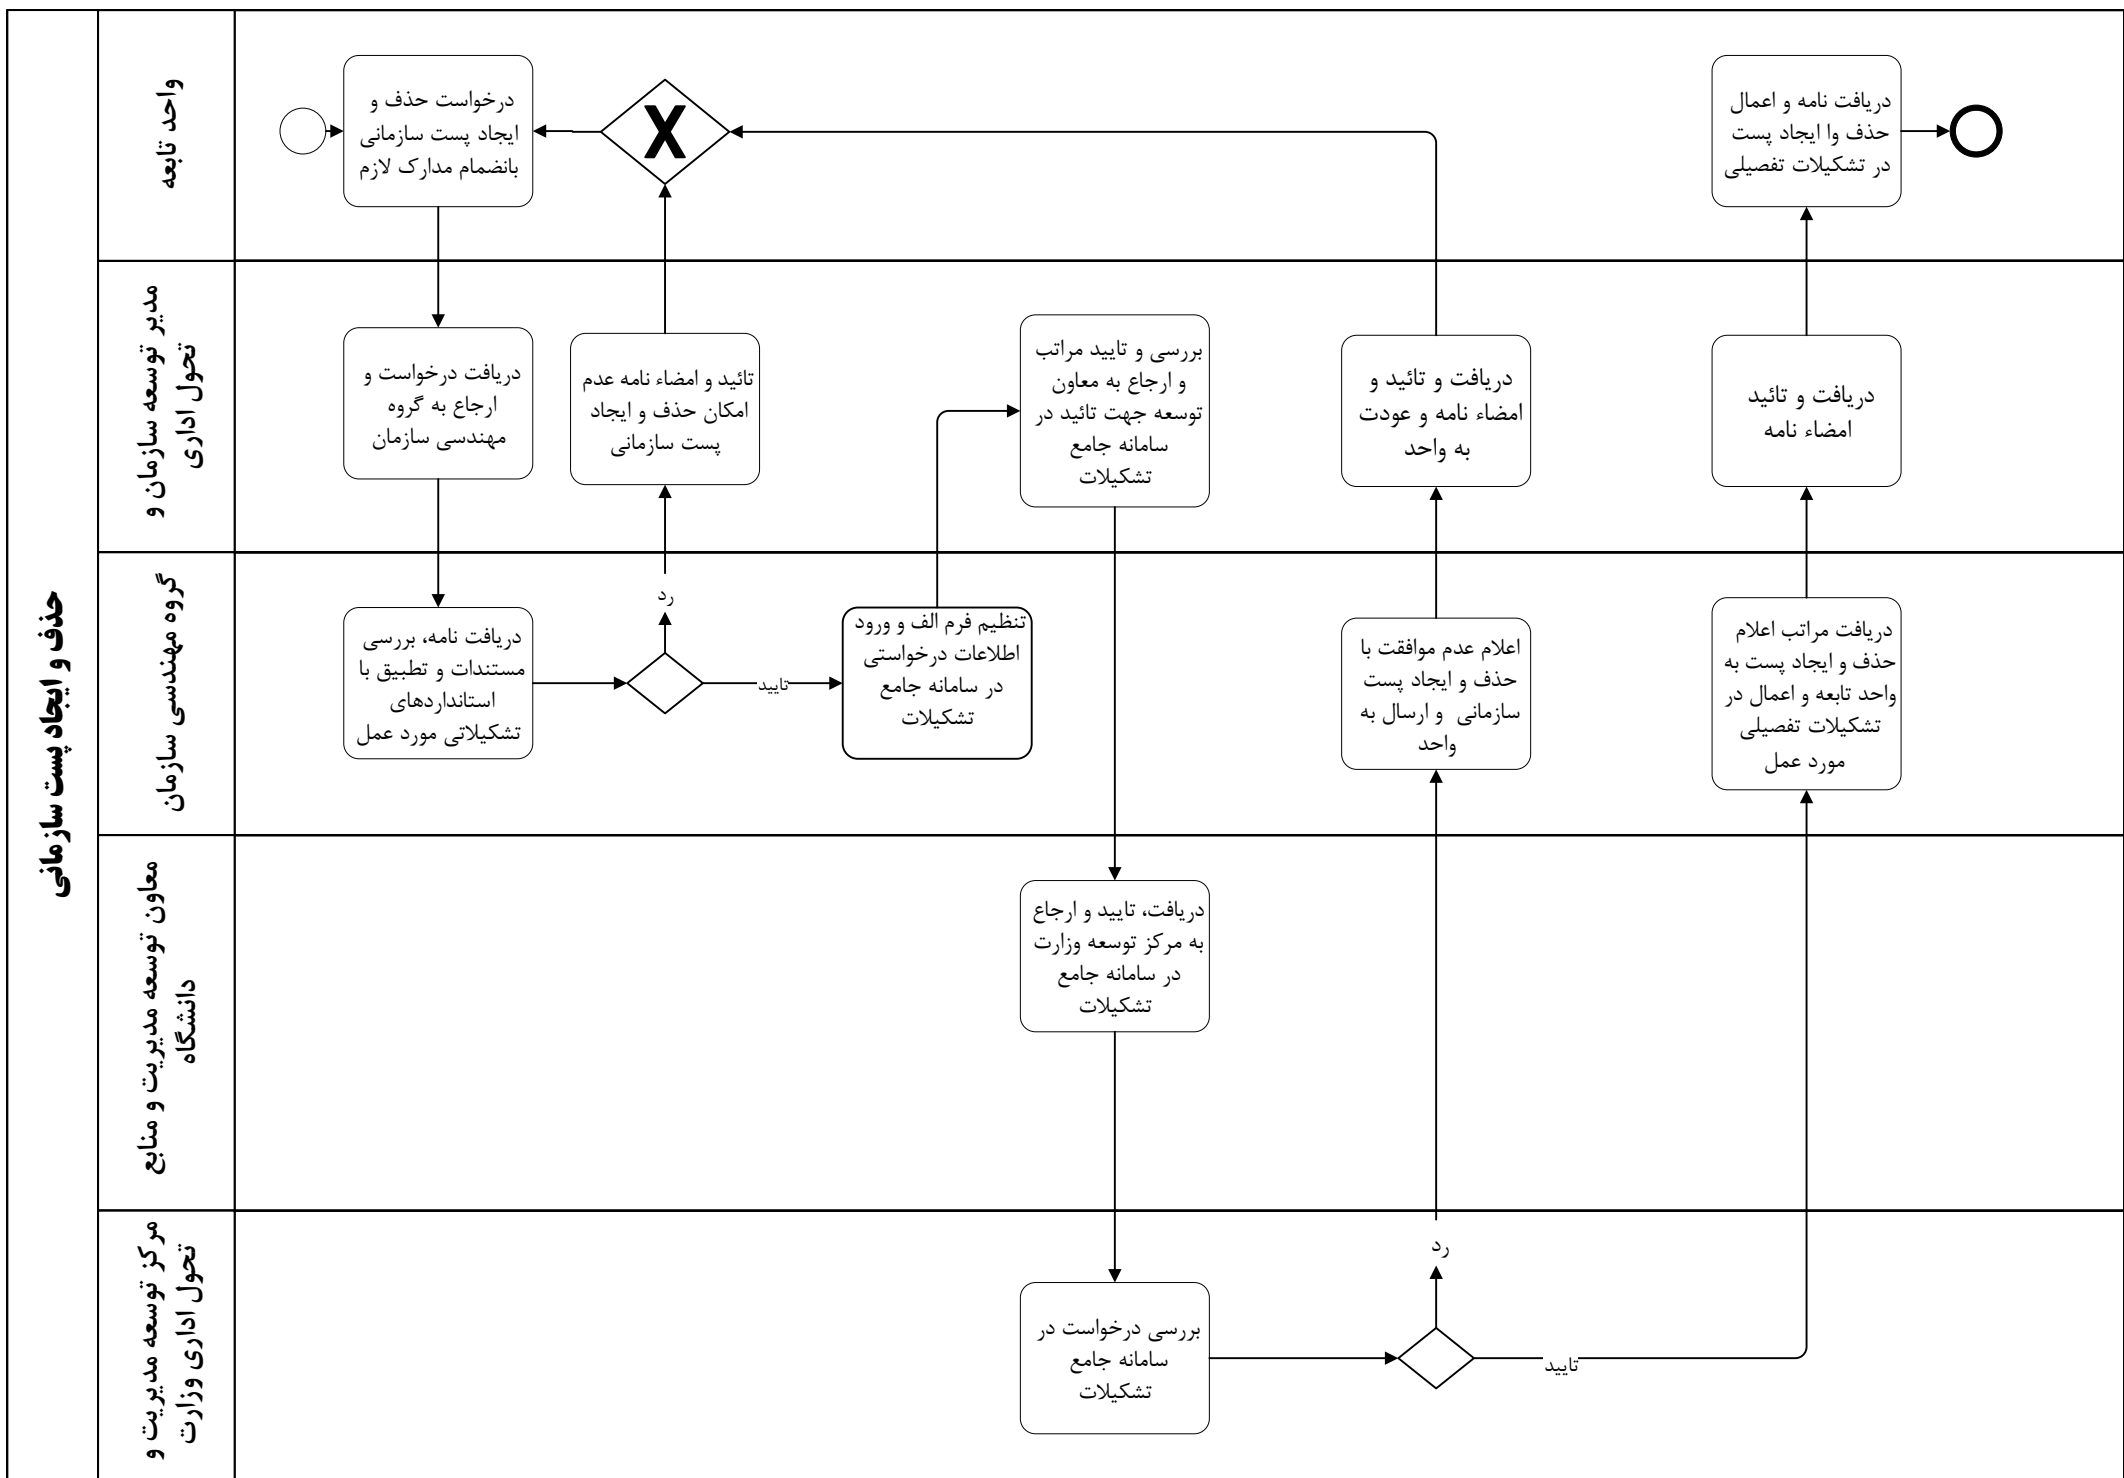 حذف و ایجاد پست سازمانی
واحد تابعه
درخواست حذف و
ایجاد پست سازمانی
بانضمام مدارک لازم
X
دریافت نامه و اعمال
حذف وا ایجاد پست
در تشکیلات تفصیلی
مدیر توسعه سازمان و
تحول اداری
دریافت درخواست و
ارجاع به گروه
مهندسی سازمان
تائید و امضاء نامه عدم
امکان حذف و ایجاد
پست سازمانی
بررسی و تایید مراتب
و ارجاع به معاون
توسعه جهت تائید در
سامانه جامع
تشکیلات
دریافت و تائید و
امضاء نامه و عودت
به واحد
دریافت و تائید
امضاء نامه
گروه مهندسی سازمان
دریافت نامه، بررسی
مستندات و تطبیق با
استانداردهای
تشکیلاتی مورد عمل
رد
تایید
تنظیم فرم الف و ورود
اطلاعات درخواستی
در سامانه جامع
تشکیلات
اعلام عدم موافقت با
حذف و ایجاد پست
سازمانی و ارسال به
واحد
دریافت مراتب اعلام
حذف و ایجاد پست به
واحد تابعه و اعمال در
تشکیلات تفصیلی
مورد عمل
معاون توسعه مدیریت و منابع
دانشگاه
دریافت، تایید و ارجاع
به مرکز توسعه وزارت
در سامانه جامع
تشکیلات
مرکز توسعه مدیریت و
تحول اداری وزارت
بررسی درخواست در
سامانه جامع
تشکیلات
رد
تایید